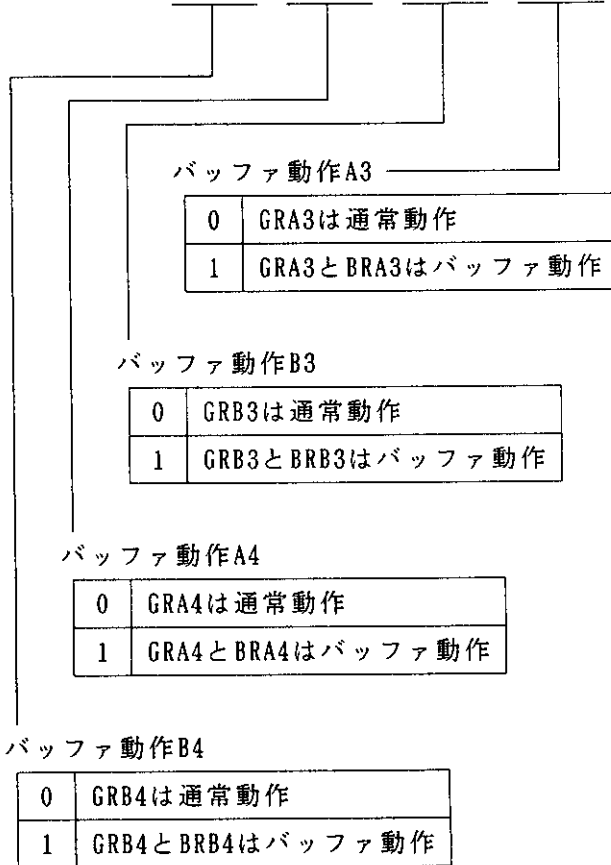 バッファ動作A3
0 GRA3は通常動作
1 GRA3とBRA3はバッファ動作
バッファ動作B3
0 GRB3は通常動作
1 GRB3とBRB3はバッファ動作
バッファ動作A4
0 GRA4は通常動作
1 GRA4とBRA4はバッファ動作
バッファ動作B4
0 GRB4は通常動作
1 GRB4とBRB4はバッファ動作